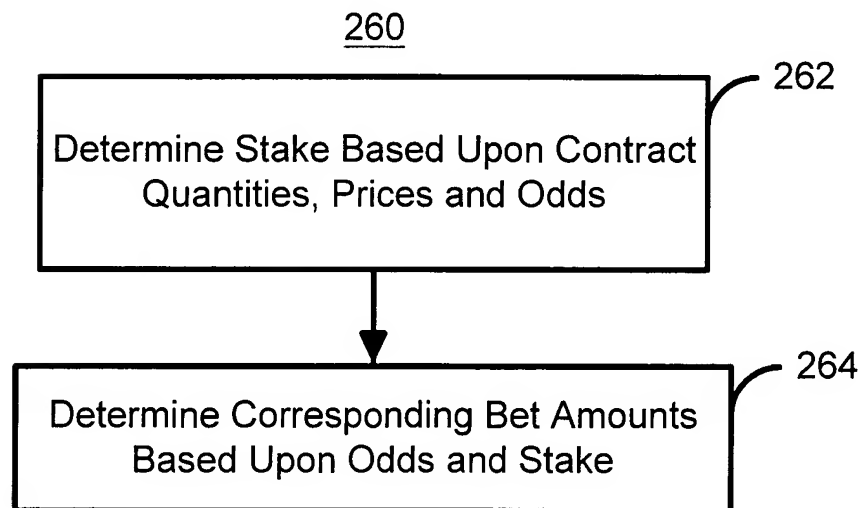 260
262
Determine Stake Based Upon Contract
Quantities, Prices and Odds
264
Determine Corresponding Bet Amounts
Based Upon Odds and Stake